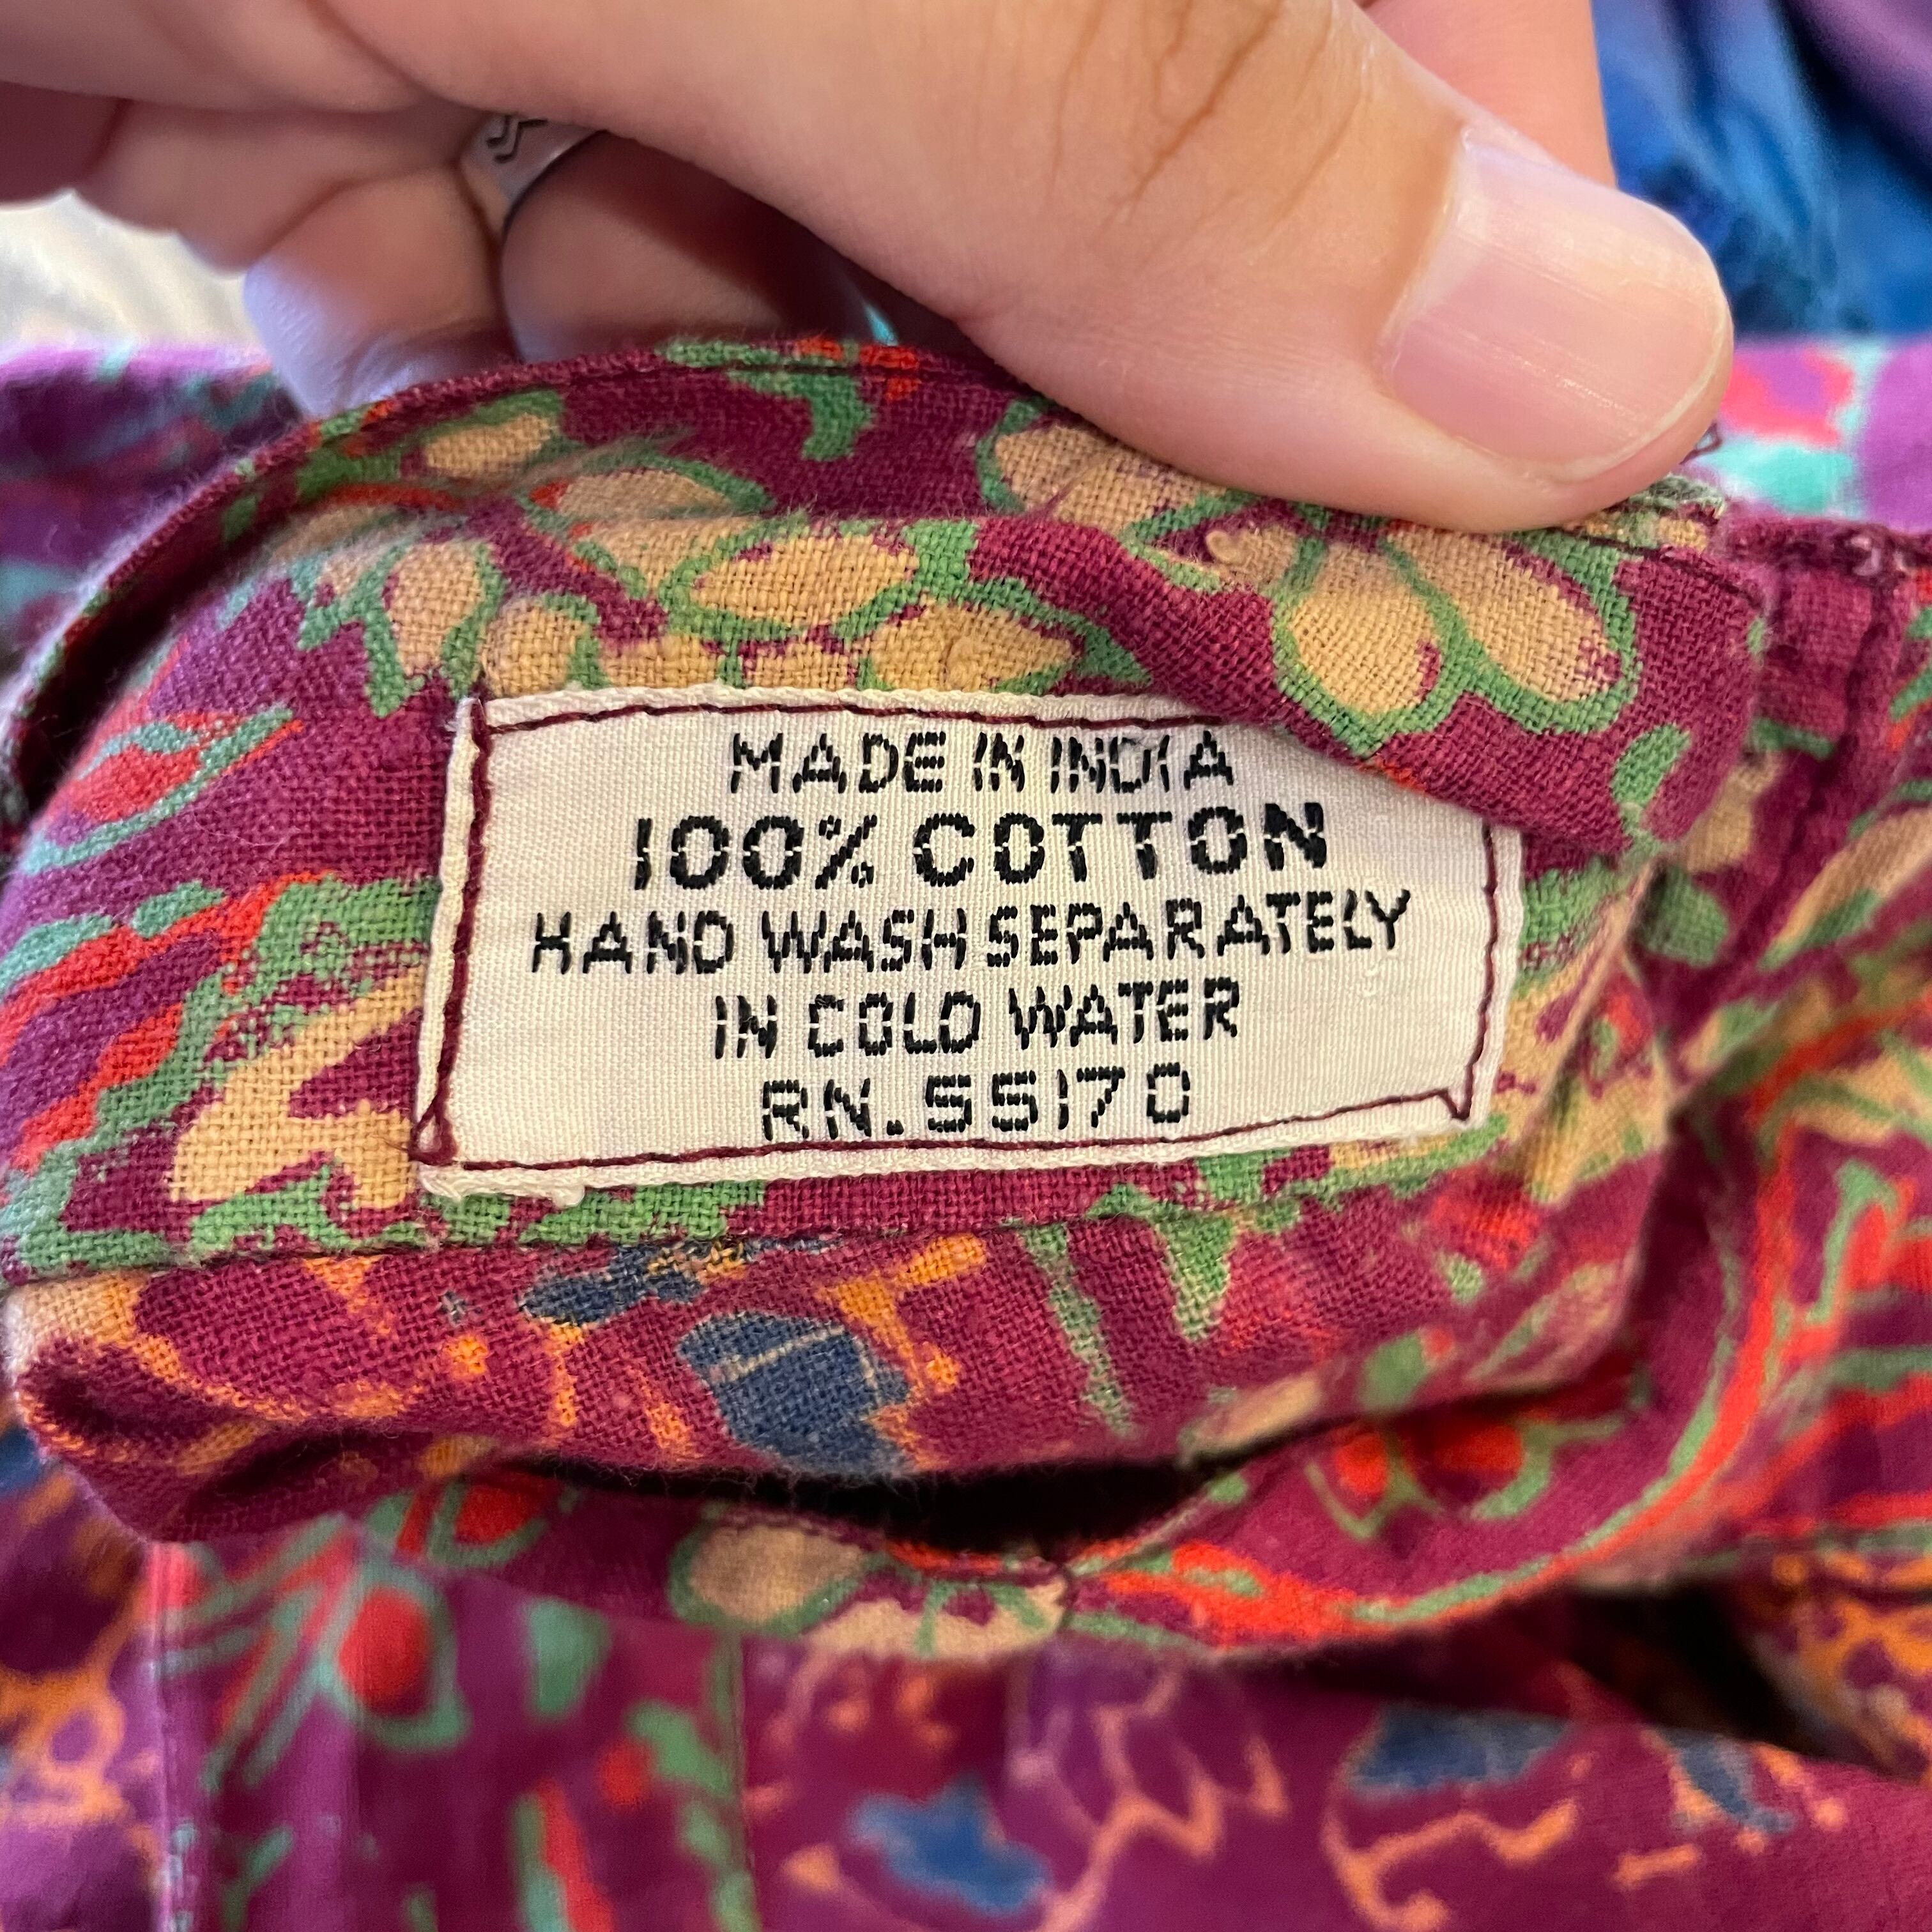 MADE IN INDIA
100% COTTON
HAND WASH SEPARATELY
IN COLD WATER
RN. 55170